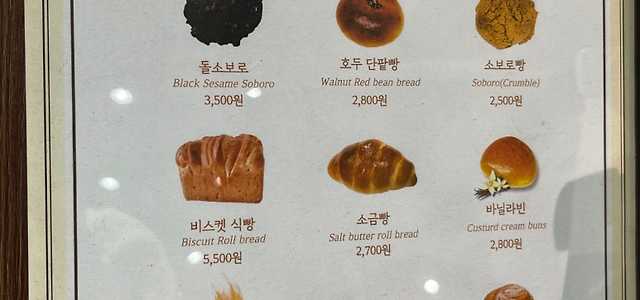 돌소보로
Black Sesame Soboro
3,500원
호두 단팥빵
Walnut Red bean bread
2,800원
소보로빵
Soboro(Crumble)
2,500원
비스켓 식빵
Biscuit Roll bread
5,500원
소금빵
Salt butter roll bread
2,700원
바닐라빈
Custurd cream buns
2,800원